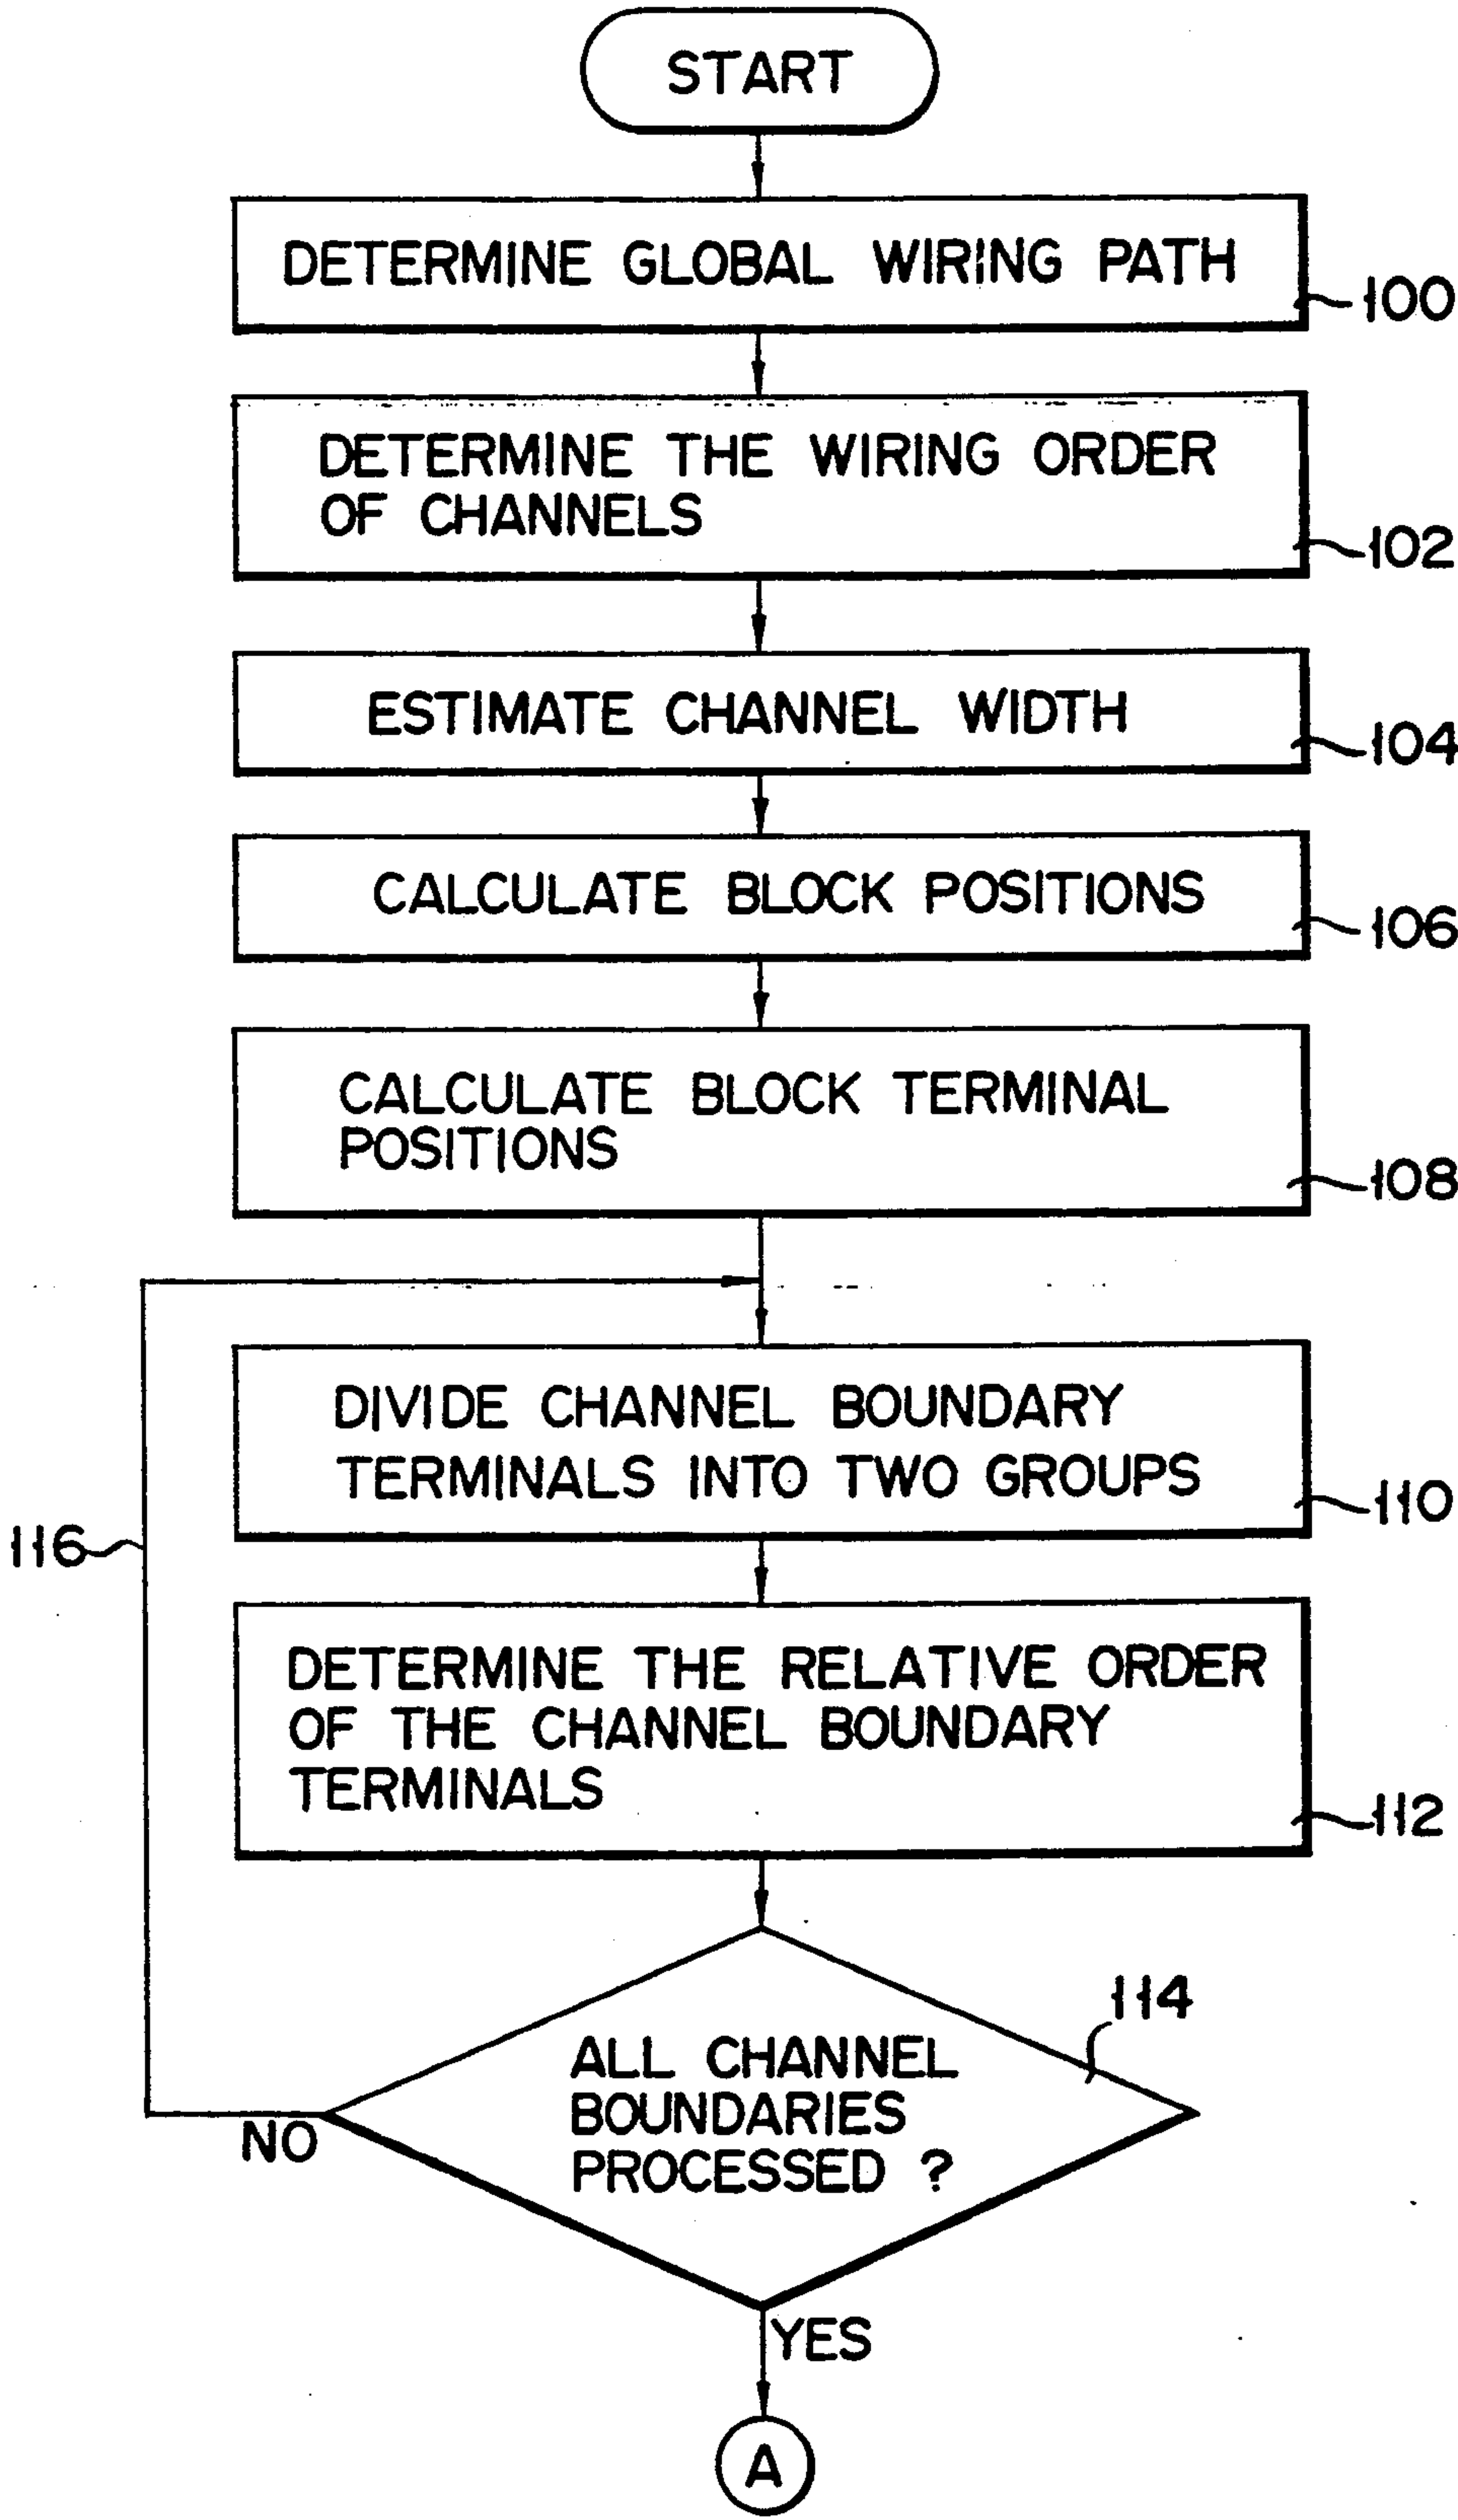 START
DETERMINE GLOBAL WIRING PATH
100
DETERMINE THE WIRING ORDER
OF CHANNELS
102
ESTIMATE CHANNEL WIDTH
104
CALCULATE BLOCK POSITIONS
106
CALCULATE BLOCK TERMINAL
POSITIONS
108
DIVIDE CHANNEL BOUNDARY
TERMINALS INTO TWO GROUPS
110
116
DETERMINE THE RELATIVE ORDER
OF THE CHANNEL BOUNDARY
TERMINALS
112
114
ALL CHANNEL
BOUNDARIES
PROCESSED ?
NO
YES
A